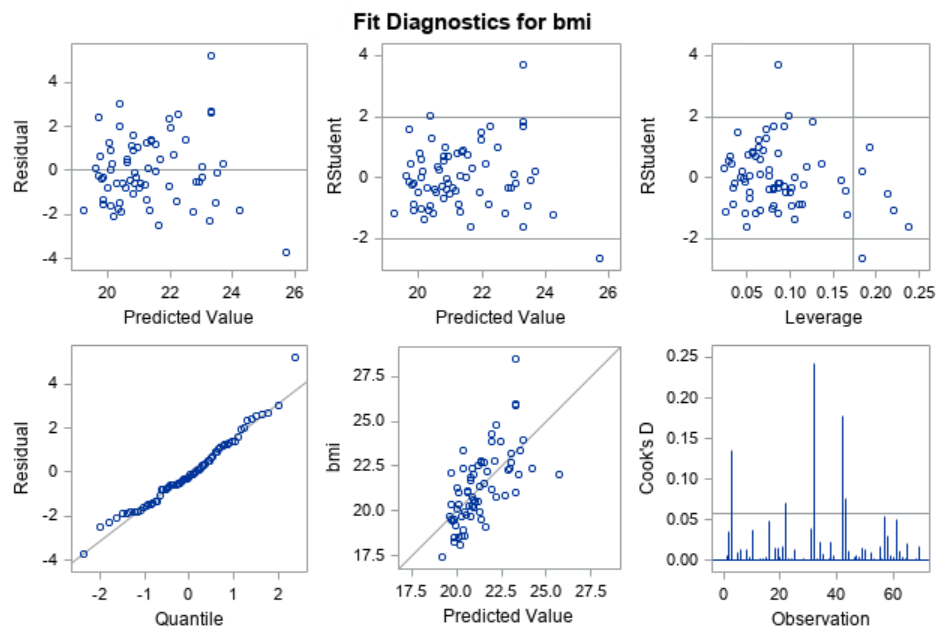 Fit Diagnostics for bmi
Residual
4
2
0
-2
-4
20 22 24 26
Predicted Value
RStudent
4
2
0
-2
20 22 24 26
Predicted Value
RStudent
4
2
0
-2
0.05 0.10 0.15 0.20 0.25
Leverage
Residual
4
2
0
-2
-4
-2 -1 0 1 2
Quantile
bmi
27.5
25.0
22.5
20.0
17.5
17.5 20.0 22.5 25.0 27.5
Predicted Value
Cook's D
0.25
0.20
0.15
0.10
0.05
0.00
0 20 40 60
Observation